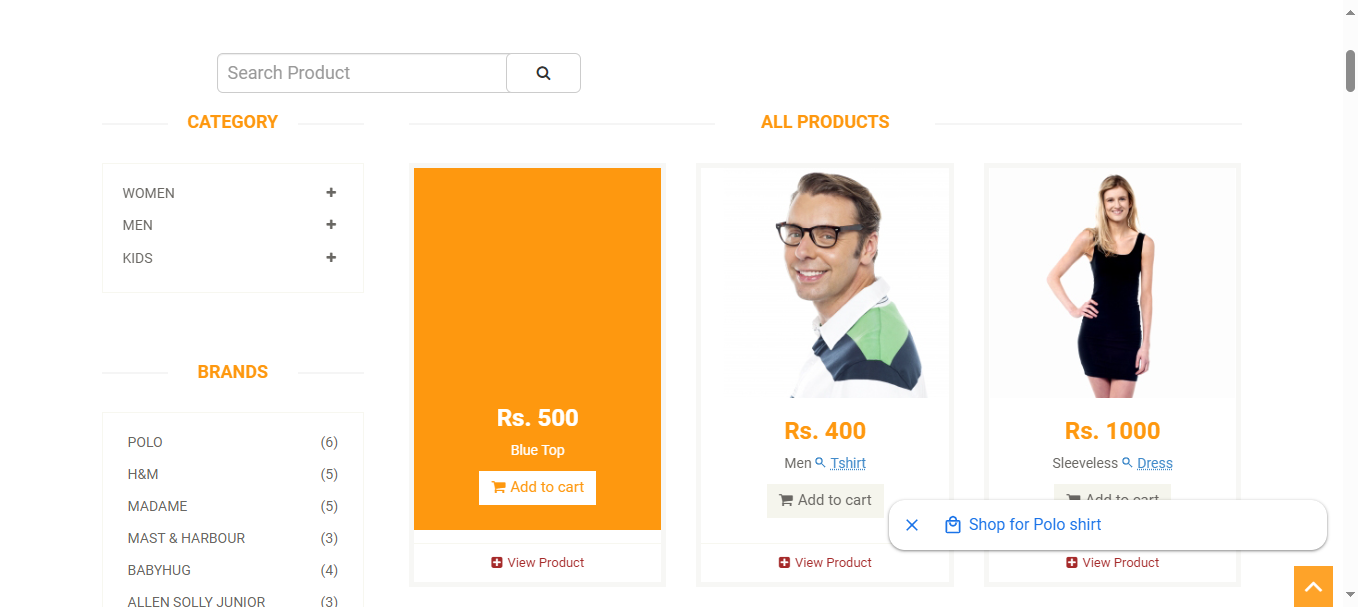 Search Product
CATEGORY
WOMEN
MEN
KIDS
BRANDS
POLO (6)
H&M (5)
MADAME (5)
MAST & HARBOUR (3)
BABYHUG (4)
ALLEN SOLLY JUNIOR (3)
ALL PRODUCTS
Rs. 500
Blue Top
Add to cart
View Product
Rs. 400
Men Tshirt
Add to cart
View Product
Rs. 1000
Sleeveless Dress
Add to cart
View Product
Shop for Polo shirt